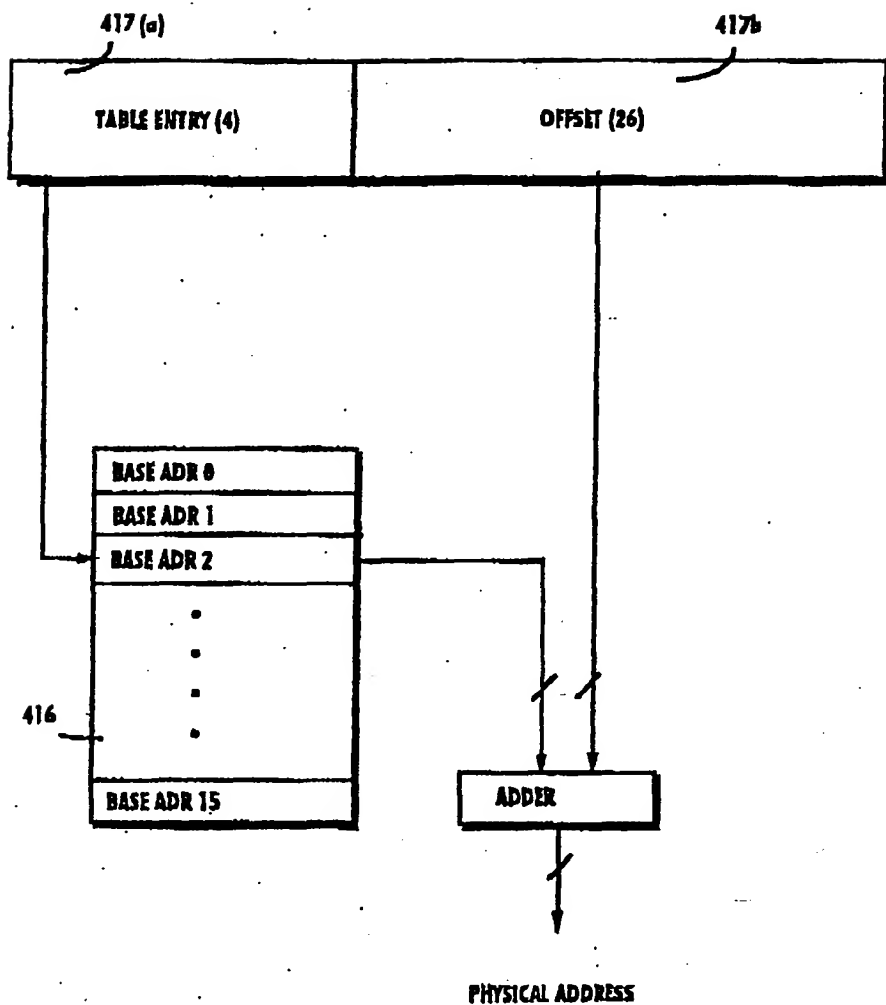 417 (a)
417b
TABLE ENTRY (4)
OFFSET (26)
BASE ADR 0
BASE ADR 1
BASE ADR 2
416
BASE ADR 15
ADDER
PHYSICAL ADDRESS